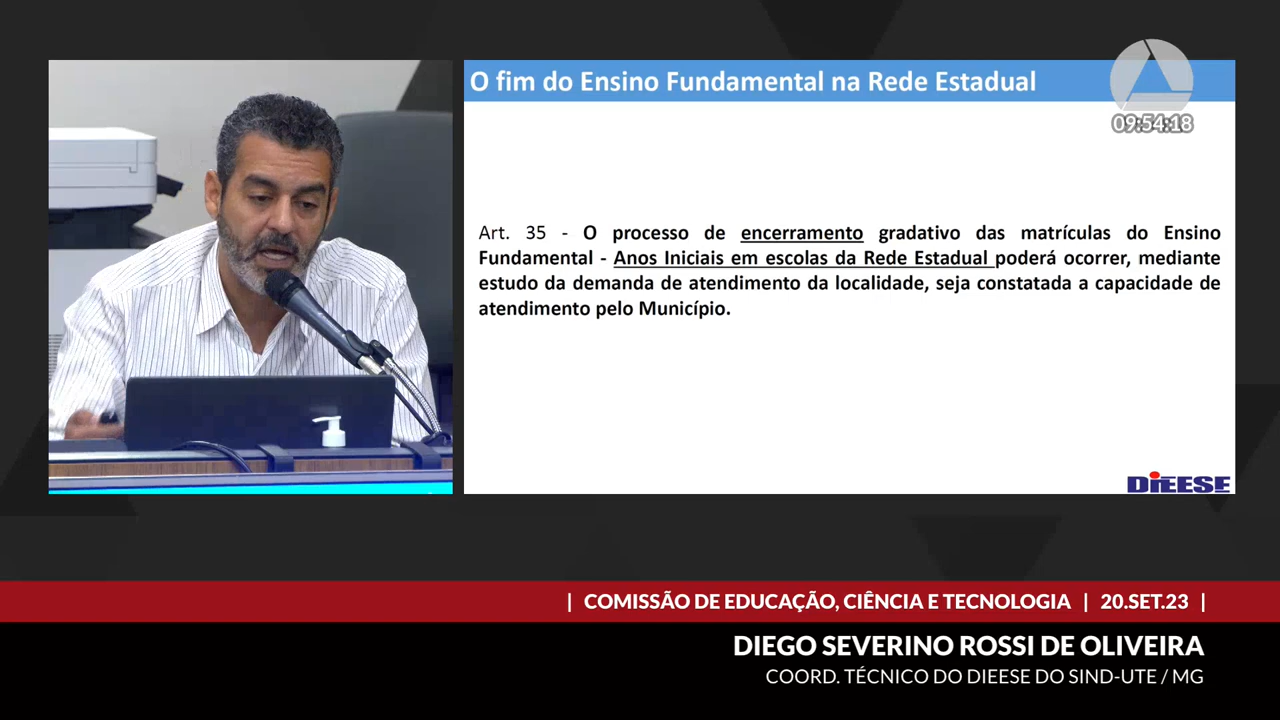 O fim do Ensino Fundamental na Rede Estadual
09:54:18
Art. 35 - O processo de encerramento gradativo das matrículas do Ensino
Fundamental - Anos Iniciais em escolas da Rede Estadual poderá ocorrer, mediante
estudo da demanda de atendimento da localidade, seja constatada a capacidade de
atendimento pelo Município.
DIEESE
| COMISSÃO DE EDUCAÇÃO, CIÊNCIA E TECNOLOGIA | 20.SET.23 |
DIEGO SEVERINO ROSSI DE OLIVEIRA
COORD. TÉCNICO DO DIEESE DO SIND-UTE / MG